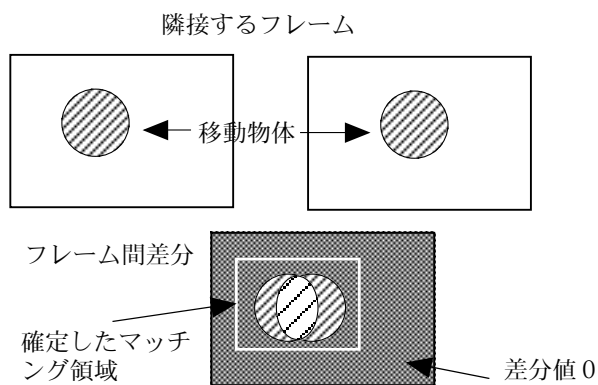 隣接するフレーム
移動物体
フレーム間差分
確定したマッチ
ング領域
差分値０